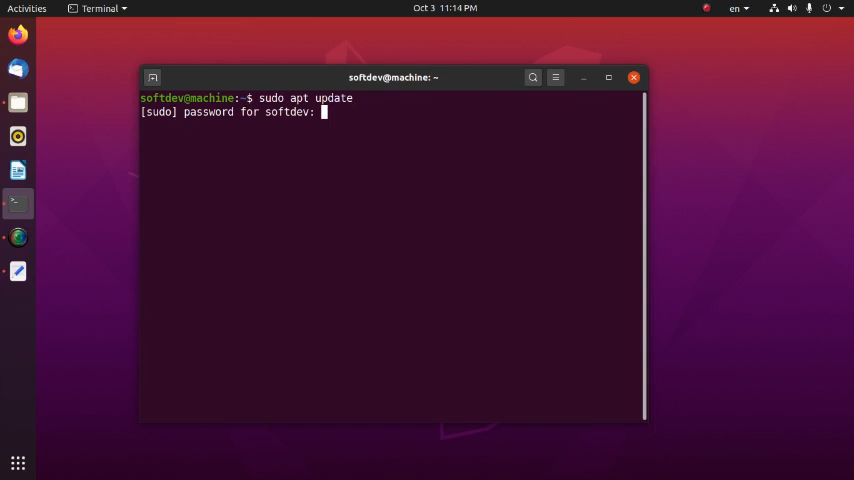 Activities Terminal Oct 3 11:14 PM en
softdev@machine: ~
softdev@machine:~$ sudo apt update
[sudo] password for softdev: